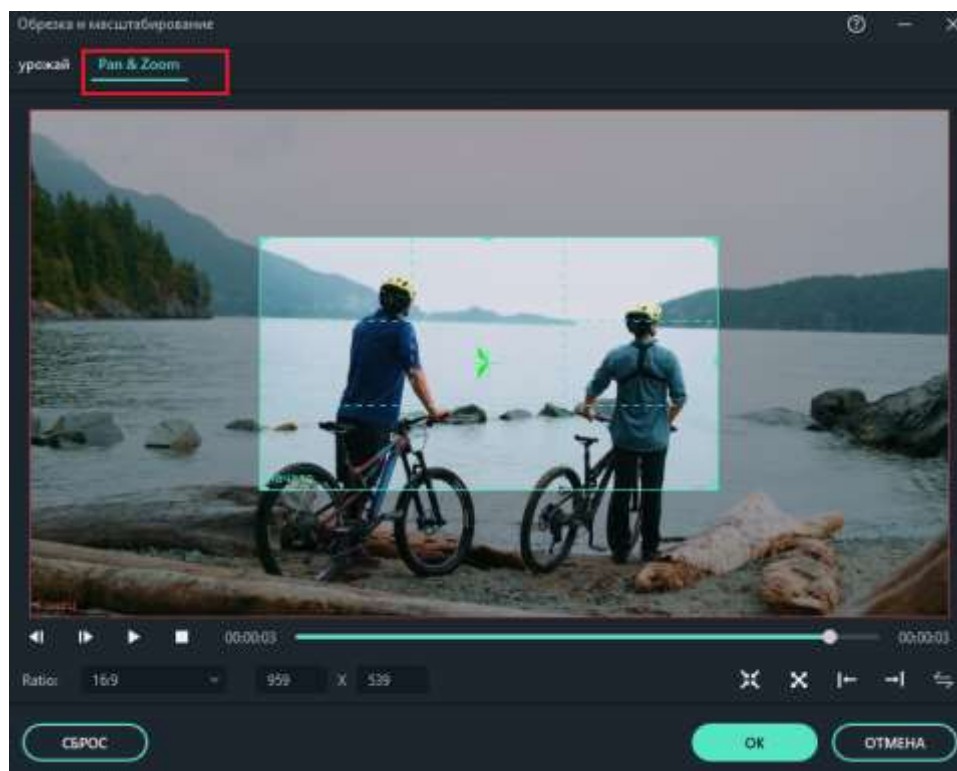 Обрезка и масштабирование
урожай Pan & Zoom
Начало
00:00:03 00:00:03
Ratio: 16:9 959 X 539
СБРОС OK ОТМЕНА